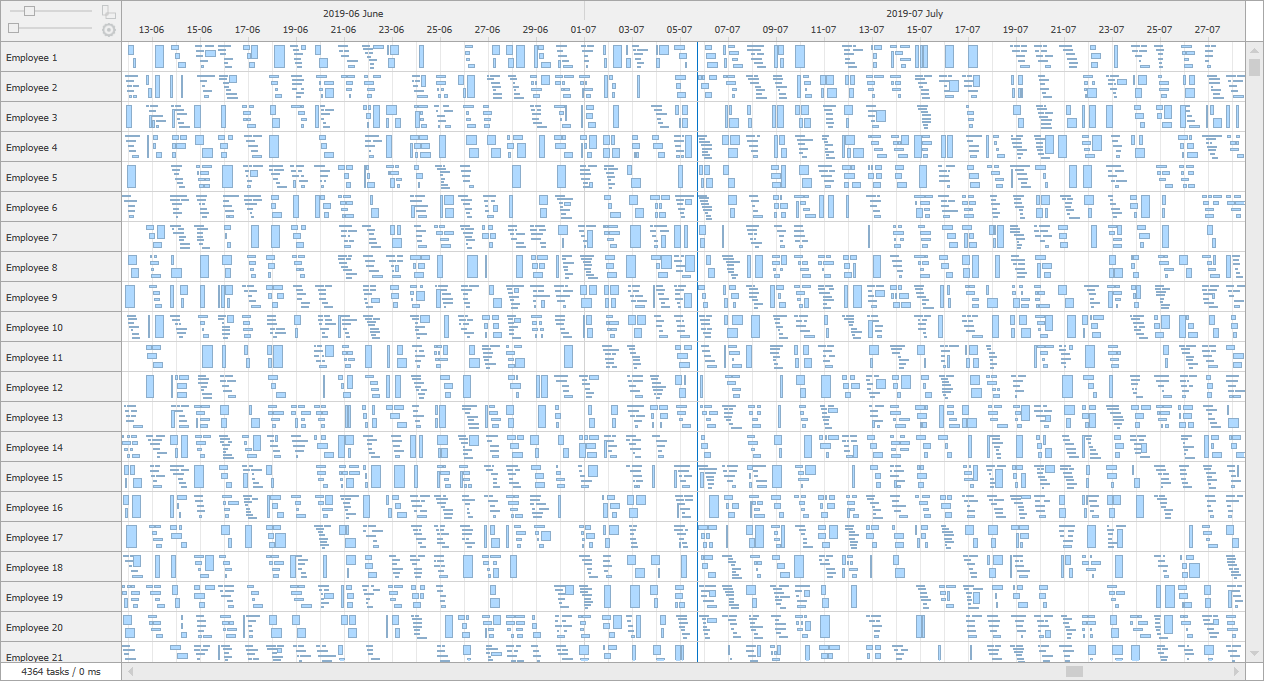 2019-06 June 2019-07 July
13-06 15-06 17-06 19-06 21-06 23-06 25-06 27-06 29-06 01-07 03-07 05-07 07-07 09-07 11-07 13-07 15-07 17-07 19-07 21-07 23-07 25-07 27-07
Employee 1
Employee 2
Employee 3
Employee 4
Employee 5
Employee 6
Employee 7
Employee 8
Employee 9
Employee 10
Employee 11
Employee 12
Employee 13
Employee 14
Employee 15
Employee 16
Employee 17
Employee 18
Employee 19
Employee 20
Employee 21
4364 tasks / 0 ms